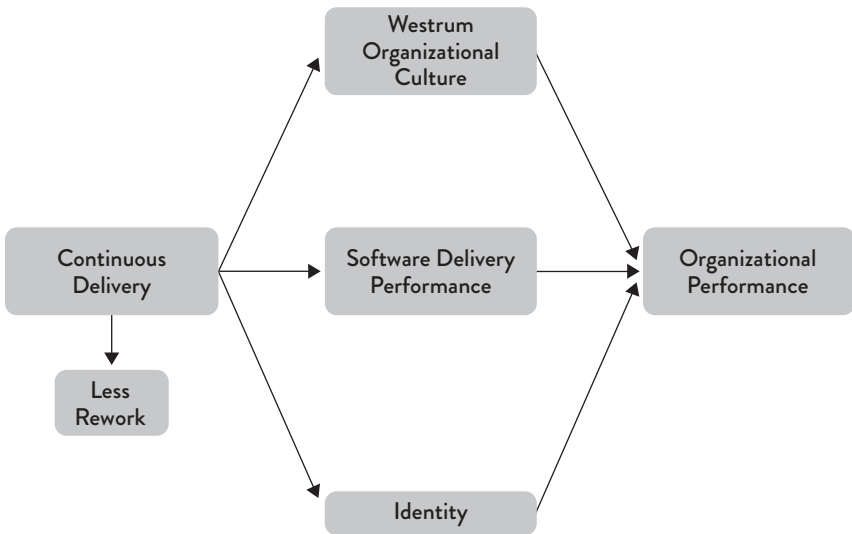 Westrum
Organizational
Culture
Continuous
Delivery
Software Delivery
Performance
Organizational
Performance
Less
Rework
Identity